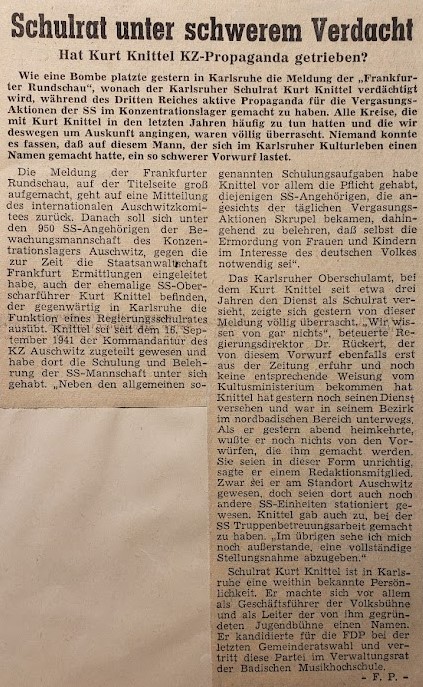 Schulrat unter schwerem Verdacht
Hat Kurt Knittel KZ-Propaganda getrieben?
Wie eine Bombe platzte gestern in Karlsruhe die Meldung der „Frankfur-
ter Rundschau“, wonach der Karlsruher Schulrat Kurt Knittel verdächtigt
wird, während des Dritten Reiches aktive Propaganda für die Vergasungs-
Aktionen der SS im Konzentrationslager gemacht zu haben. Alle Kreise, die
mit Kurt Knittel in den letzten Jahren häufig zu tun hatten und die wir
deswegen um Auskunft angingen, waren völlig überrascht. Niemand konnte
es fassen, daß auf diesem Mann, der sich im Karlsruher Kulturleben einen
Namen gemacht hatte, ein so schwerer Vorwurf lastet.
Die Meldung der Frankfurter
Rundschau, auf der Titelseite groß
aufgemacht, geht auf eine Mitteilung
des internationalen Auschwitzkomi-
tees zurück. Danach soll sich unter
den 950 SS-Angehörigen der Be-
wachungsmannschaft des Konzen-
trationslagers Auschwitz, gegen die
zur Zeit die Staatsanwaltschaft
Frankfurt Ermittlungen eingeleitet
habe, auch der ehemalige SS-Ober-
scharführer Kurt Knittel befinden,
der gegenwärtig in Karlsruhe die
Funktion eines Regierungsschulrates
ausübt. Knittel sei seit dem 16. Sep-
tember 1941 der Kommandantur des
KZ Auschwitz zugeteilt gewesen und
habe dort die Schulung und Beleh-
rung der SS-Mannschaft unter sich
gehabt. „Neben den allgemeinen so-
genannten Schulungsaufgaben habe
Knittel vor allem die Pflicht gehabt,
diejenigen SS-Angehörigen, die an-
gesichts der täglichen Vergasungs-
Aktionen Skrupel bekamen, dahin-
gehend zu belehren, daß selbst die
Ermordung von Frauen und Kindern
im Interesse des deutschen Volkes
notwendig sei“.
Das Karlsruher Oberschulamt, bei
dem Kurt Knittel seit etwa
drei Jahren den Dienst als Schulrat ver-
sieht, zeigte sich gestern von dieser
Meldung völlig überrascht. „Wir wis-
sen von gar nichts“, beteuerte Re-
gierungsdirektor Dr. Rückert, der
von diesem Vorwurf ebenfalls erst
aus der Zeitung erfuhr und noch
keine entsprechende Weisung vom
Kultusministerium bekommen hat
Knittel hat gestern noch seinen Dienst
versehen und war in seinem Bezirk
im nordbadischen Bereich unterwegs.
Als er gestern abend heimkehrte,
wußte er noch nichts von den Vor-
würfen, die ihm gemacht werden.
Sie seien in dieser Form unrichtig,
sagte er einem Redaktionsmitglied.
Zwar sei er am Standort Auschwitz
gewesen, doch seien dort auch noch
andere SS-Einheiten stationiert ge-
wesen. Knittel gab auch zu, bei der
SS Truppenbetreuungsarbeit gemacht
zu haben. „Im übrigen sehe ich mich
noch außerstande, eine vollständige
Stellungsnahme abzugeben.“
Schulrat Kurt Knittel ist in Karls-
ruhe eine weithin bekannte Persön-
lichkeit. Er machte sich vor allem
als Geschäftsführer der Volksbühne
und als Leiter der von ihm gegrün-
deten Jugendbühne einen Namen.
Er kandidierte für die FDP bei der
letzten Gemeinderatswahl und ver-
tritt diese Partei im Verwaltungsrat
der Badischen Musikhochschule.
- F. P. -